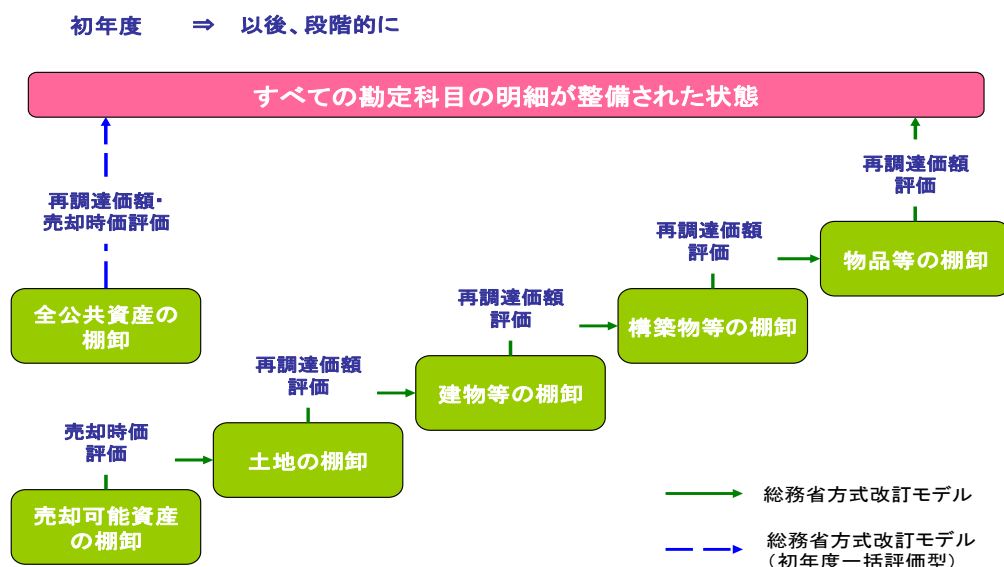 初年度　⇒　以後、段階的に
すべての勘定科目の明細が整備された状態
再調達価額・
売却時価評価
全公共資産の
棚卸
売却時価
評価
売却可能資産
の棚卸
再調達価額
評価
土地の棚卸
再調達価額
評価
建物等の棚卸
再調達価額
評価
構築物等の棚卸
再調達価額
評価
物品等の棚卸
総務省方式改訂モデル
総務省方式改訂モデル
（初年度一括評価型）